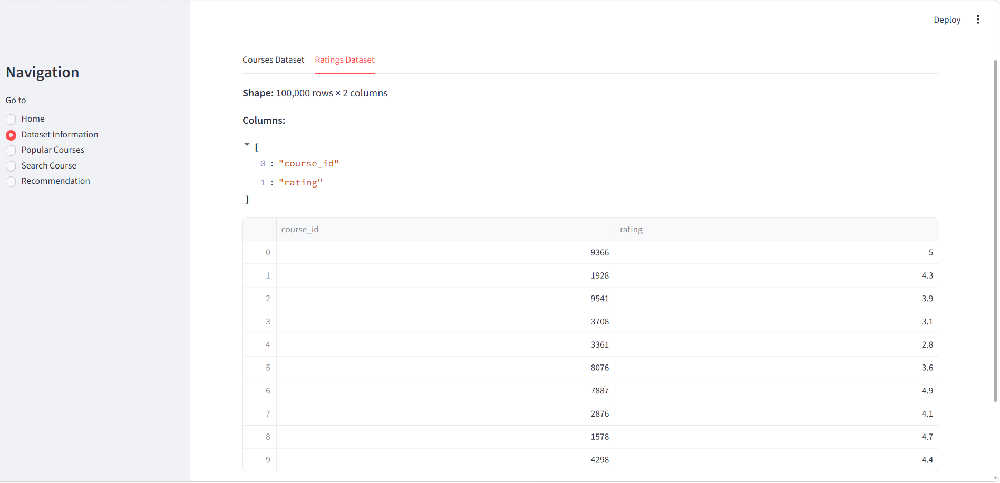 Deploy
Navigation
Go to
Home
Dataset Information
Popular Courses
Search Course
Recommendation
Courses Dataset Ratings Dataset
Shape: 100,000 rows × 2 columns
Columns:
[
0 : "course_id"
1 : "rating"
]
course_id rating
0 9366 5
1 1928 4.3
2 9541 3.9
3 3708 3.1
4 3361 2.8
5 8076 3.6
6 7887 4.9
7 2876 4.1
8 1578 4.7
9 4298 4.4